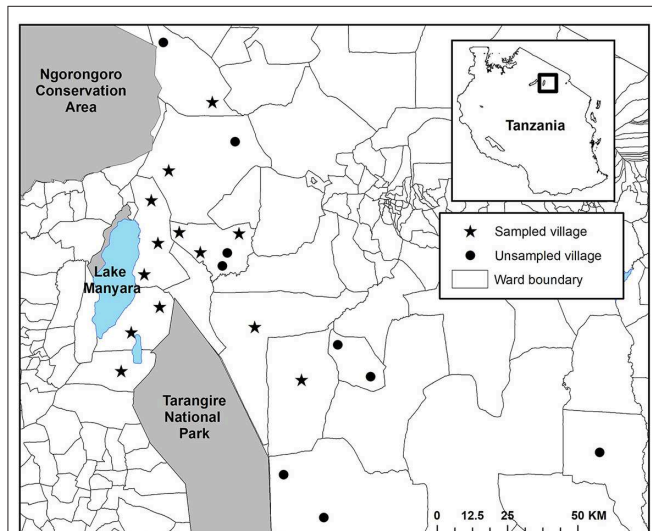 Ngorongoro
Conservation
Area
Tanzania
Sampled village
Unsampled village
Ward boundary
Lake
Manyara
Tarangire
National
Park
0 12.5 25 50 KM